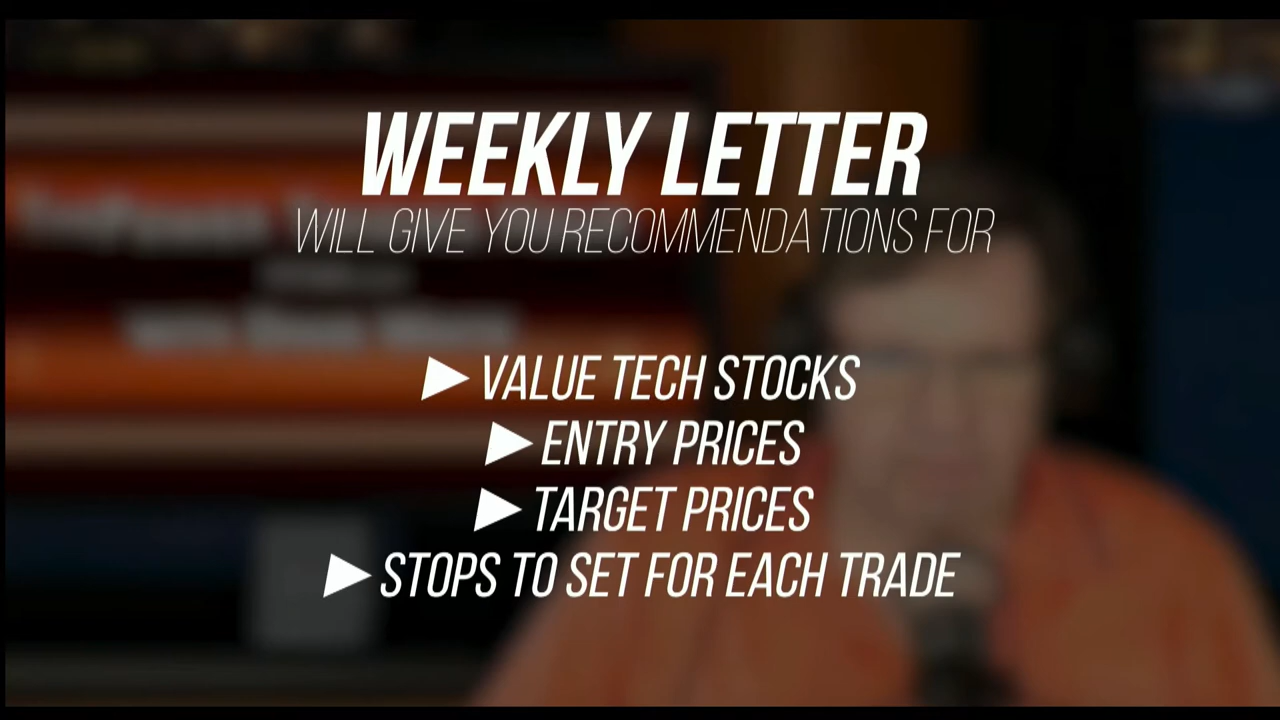 WEEKLY LETTER
WILL GIVE YOU RECOMMENDATIONS FOR
▶ VALUE TECH STOCKS
▶ ENTRY PRICES
▶ TARGET PRICES
▶ STOPS TO SET FOR EACH TRADE